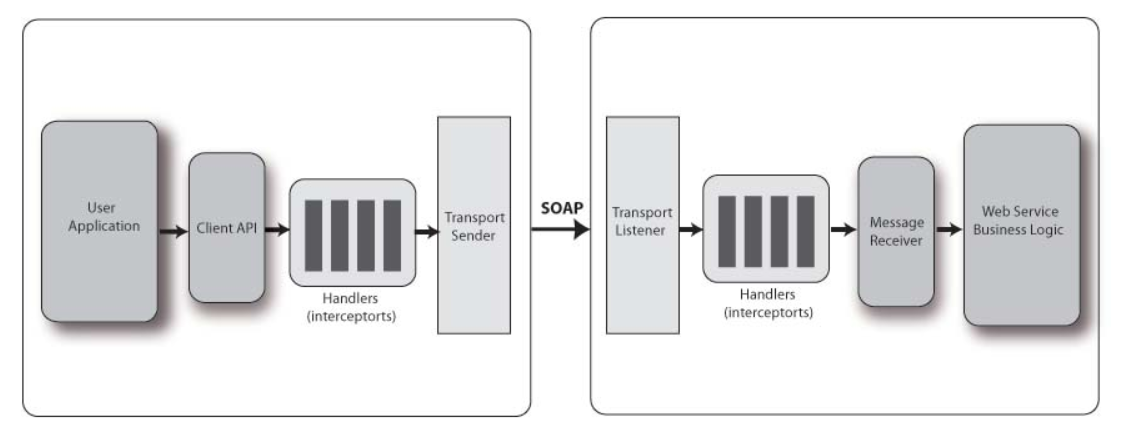 User
Application
Client API
Handlers
(interceptorts)
Transport
Sender
SOAP
Transport
Listener
Handlers
(interceptorts)
Message
Receiver
Web Service
Business Logic